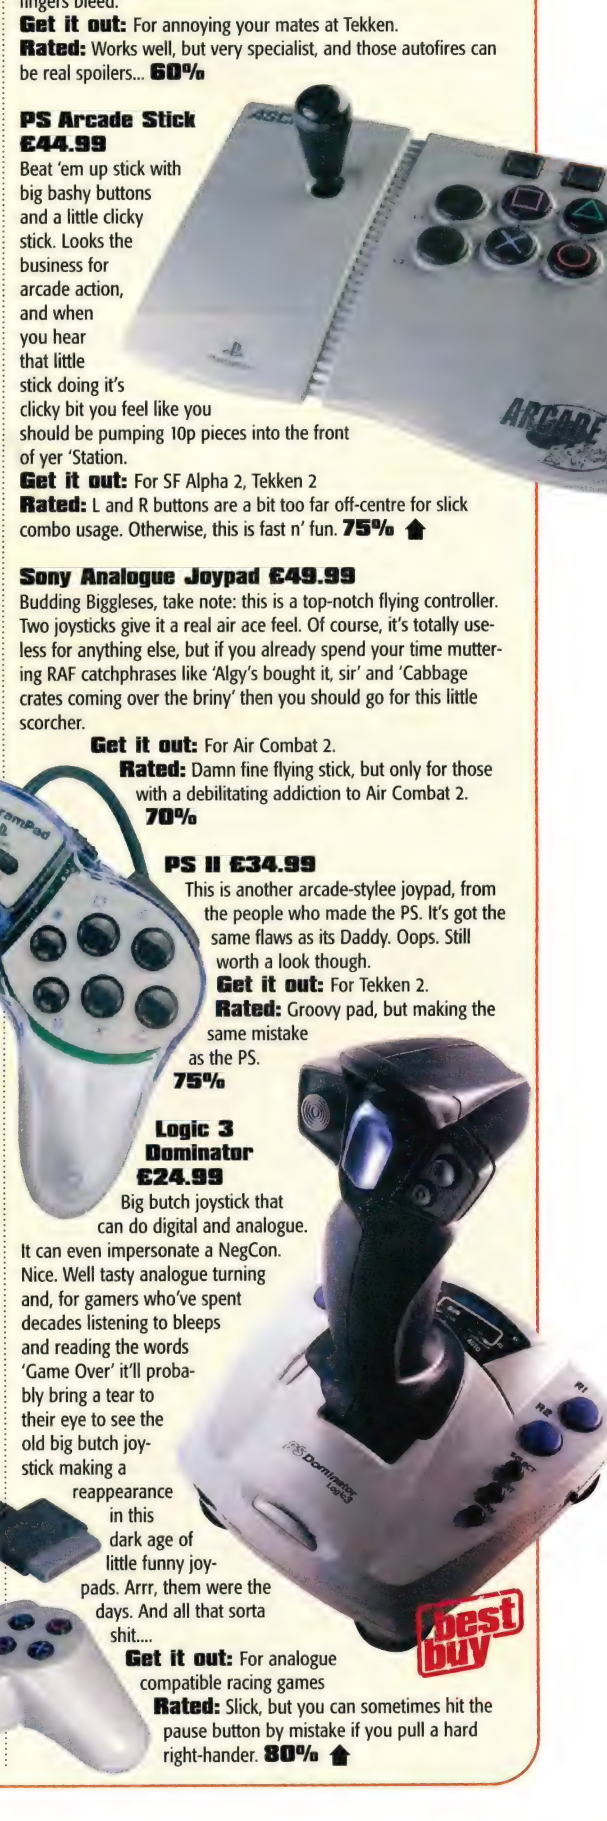 fingers bleed.
Get it out: For annoying your mates at Tekken.
Rated: Works well, but very specialist, and those autofires can
be real spoilers... 60%
PS Arcade Stick
£44.99
Beat 'em up stick with
big bashy buttons
and a little clicky
stick. Looks the
business for
arcade action,
and when
you hear
that little
stick doing it's
clicky bit you feel like you
should be pumping 10p pieces into the front
of yer 'Station.
Get it out: For SF Alpha 2, Tekken 2
Rated: L and R buttons are a bit too far off-centre for slick
combo usage. Otherwise, this is fast n' fun. 75%
ARCADE
Sony Analogue Joypad £49.99
Budding Biggleses, take note: this is a top-notch flying controller.
Two joysticks give it a real air ace feel. Of course, it's totally use-
less for anything else, but if you already spend your time mutter-
ing RAF catchphrases like 'Algy's bought it, sir' and 'Cabbage
crates coming over the briny' then you should go for this little
scorcher.
Get it out: For Air Combat 2.
Rated: Damn fine flying stick, but only for those
with a debilitating addiction to Air Combat 2.
70%
PS II £34.99
This is another arcade-stylee joypad, from
the people who made the PS. It's got the
same flaws as its Daddy. Oops. Still
worth a look though.
Get it out: For Tekken 2.
Rated: Groovy pad, but making the
same mistake
as the PS.
75%
Logic 3
Dominator
£24.99
Big butch joystick that
can do digital and analogue.
It can even impersonate a NegCon.
Nice. Well tasty analogue turning
and, for gamers who've spent
decades listening to bleeps
and reading the words
'Game Over' it'll proba-
bly bring a tear to
their eye to see the
old big butch joy-
stick making a
reappearance
in this
dark age of
little funny joy-
pads. Arrr, them were the
days. And all that sorta
shit....
Get it out: For analogue
compatible racing games
Rated: Slick, but you can sometimes hit the
pause button by mistake if you pull a hard
right-hander. 80%
R1
R2
SELECT
AUTO
PS Dominator
Logic3
best
buy